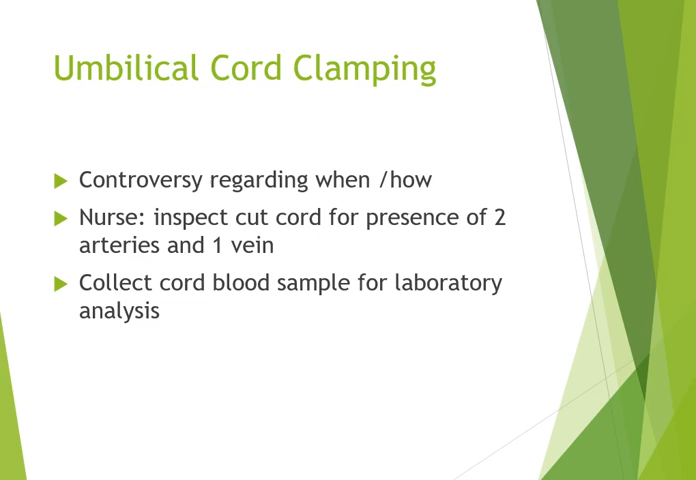 Umbilical Cord Clamping
Controversy regarding when /how
Nurse: inspect cut cord for presence of 2
arteries and 1 vein
Collect cord blood sample for laboratory
analysis